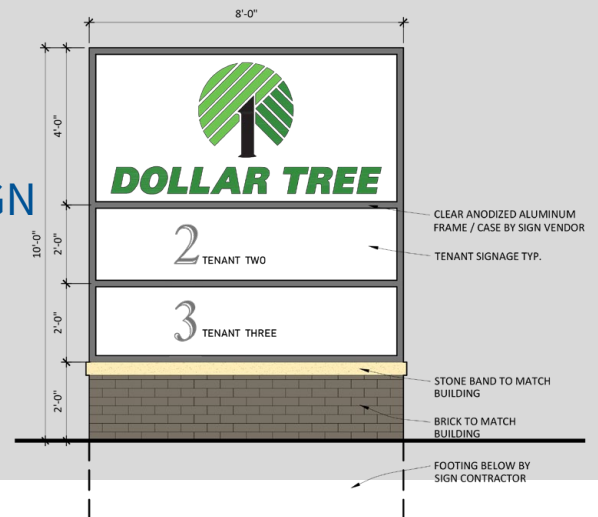 8'-0"
4'-0"
DOLLAR TREE
GN
10'-0"
CLEAR ANODIZED ALUMINUM
FRAME / CASE BY SIGN VENDOR
2'-0"
2 TENANT TWO
TENANT SIGNAGE TYP.
2'-0"
3 TENANT THREE
2'-0"
STONE BAND TO MATCH
BUILDING
BRICK TO MATCH
BUILDING
FOOTING BELOW BY
SIGN CONTRACTOR